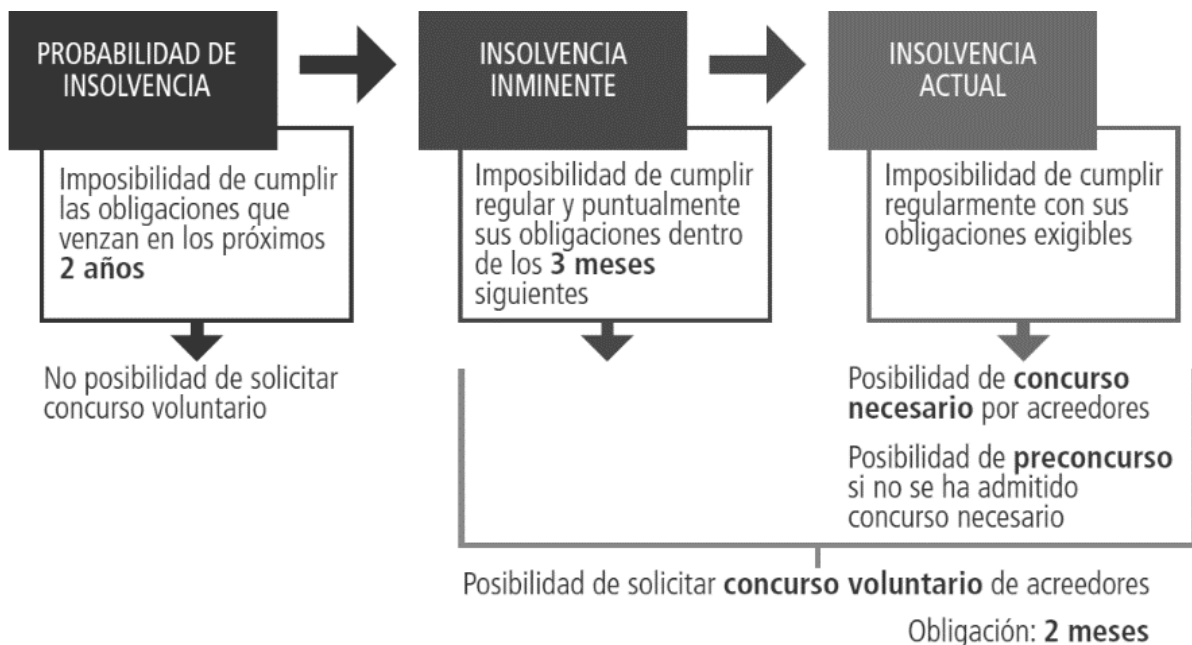 PROBABILIDAD DE
INSOLVENCIA
Imposibilidad de cumplir
las obligaciones que
venzan en los próximos
2 años
No posibilidad de solicitar
concurso voluntario
INSOLVENCIA
INMINENTE
Imposibilidad de cumplir
regular y puntualmente
sus obligaciones dentro
de los 3 meses
siguientes
INSOLVENCIA
ACTUAL
Imposibilidad de cumplir
regularmente con sus
obligaciones exigibles
Posibilidad de concurso
necesario por acreedores
Posibilidad de preconcurso
si no se ha admitido
concurso necesario
Posibilidad de solicitar concurso voluntario de acreedores
Obligación: 2 meses